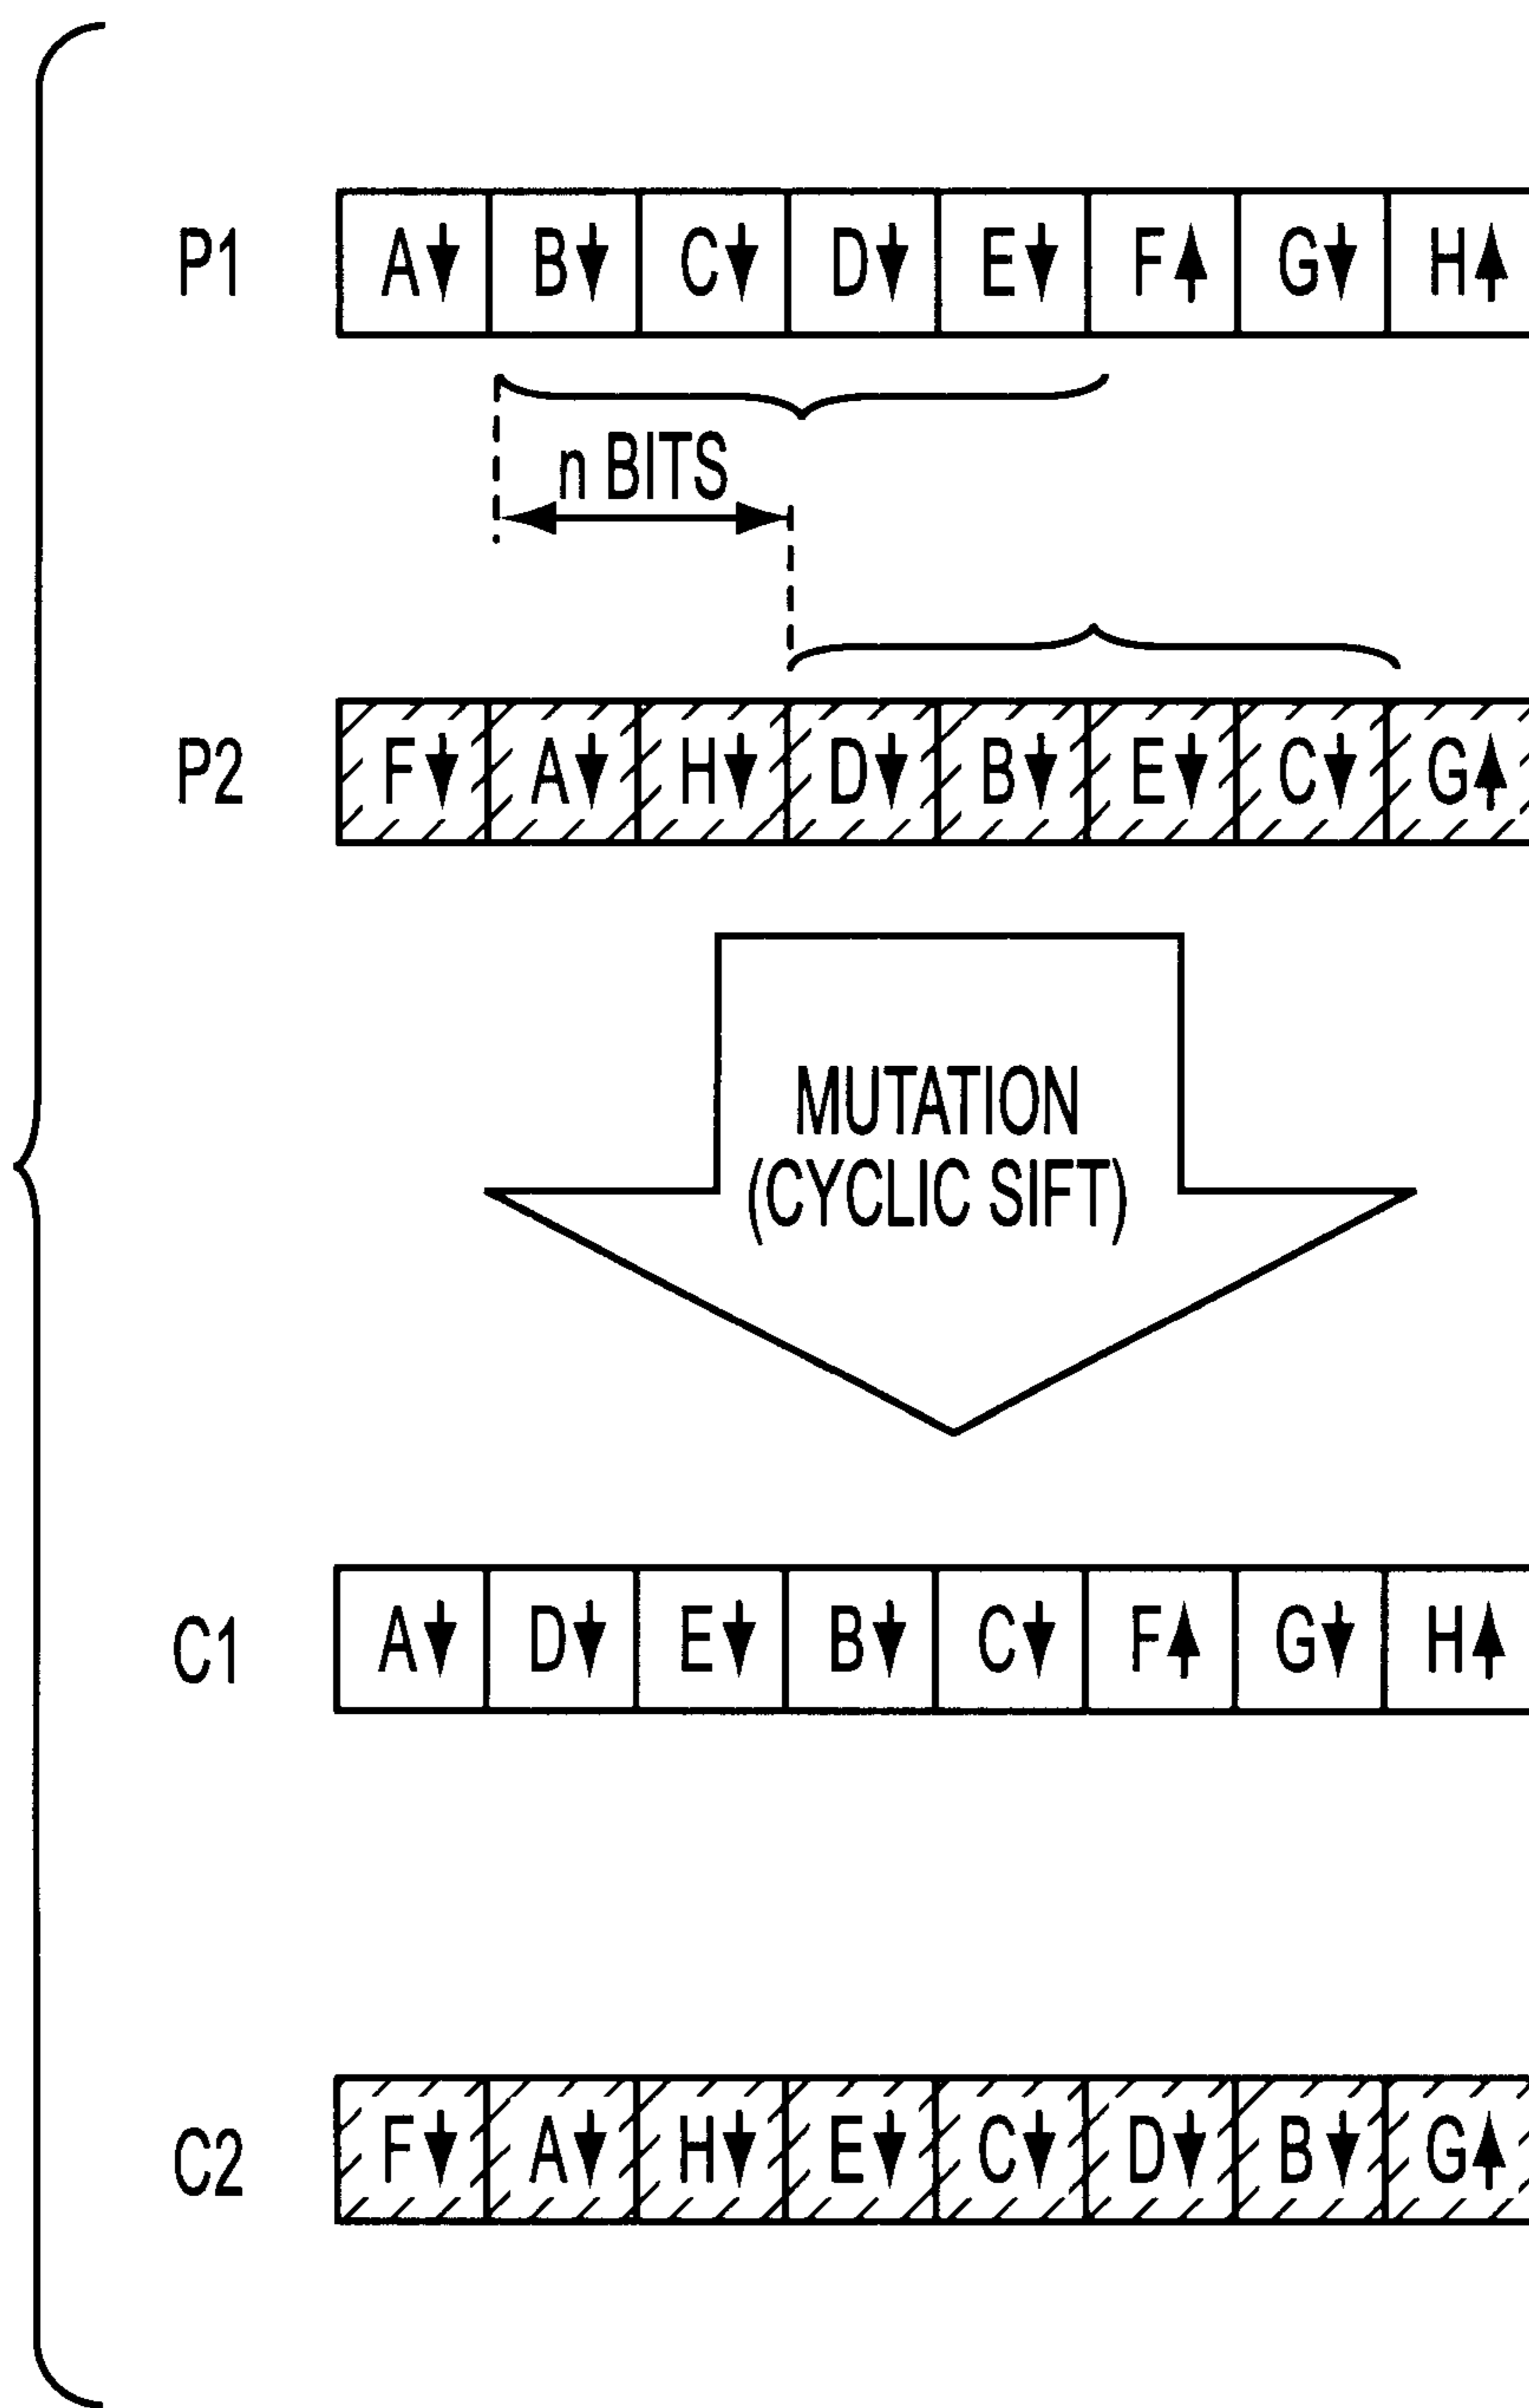 P1 A↓ B↓ C↓ D↓ E↓ F↑ G↓ H↑
n BITS
P2 F↓ A↓ H↓ D↓ B↓ E↓ C↓ G↑
MUTATION
(CYCLIC SIFT)
C1 A↓ D↓ E↓ B↓ C↓ F↑ G↓ H↑
C2 F↓ A↓ H↓ E↓ C↓ D↓ B↓ G↑